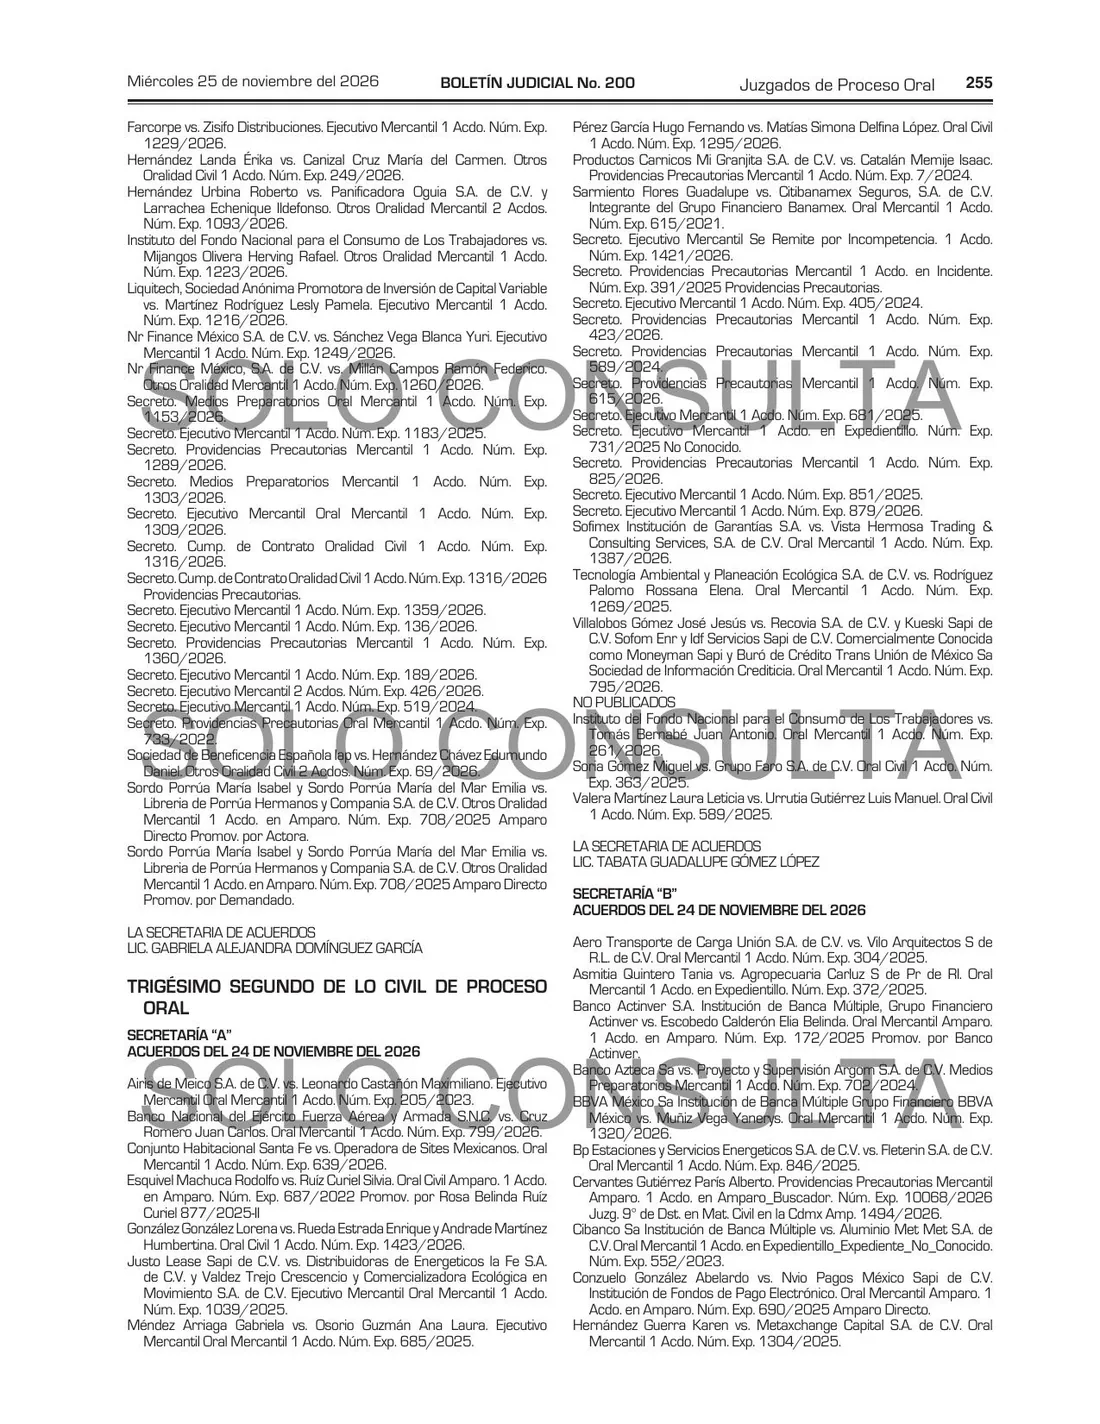 Miércoles 25 de noviembre del 2026
BOLETÍN JUDICIAL No. 200
Juzgados de Proceso Oral 255
Farcorpe vs. Zisifo Distribuciones. Ejecutivo Mercantil 1 Acdo. Núm. Exp.
1229/2026.
Hernández Landa Érika vs. Canizal Cruz María del Carmen. Otros
Oralidad Civil 1 Acdo. Núm. Exp. 249/2026.
Hernández Urbina Roberto vs. Panificadora Oguia S.A. de C.V. y
Larrachea Echenique Ildefonso. Otros Oralidad Mercantil 2 Acdos.
Núm. Exp. 1093/2026.
Instituto del Fondo Nacional para el Consumo de Los Trabajadores vs.
Mijangos Olivera Herving Rafael. Otros Oralidad Mercantil 1 Acdo.
Núm. Exp. 1223/2026.
Liquitech, Sociedad Anónima Promotora de Inversión de Capital Variable
vs. Martínez Rodríguez Lesly Pamela. Ejecutivo Mercantil 1 Acdo.
Núm. Exp. 1216/2026.
Nr Finance México S.A. de C.V. vs. Sánchez Vega Blanca Yuri. Ejecutivo
Mercantil 1 Acdo. Núm. Exp. 1249/2026.
Nr Finance México, S.A. de C.V. vs. Millán Campos Ramón Federico.
Otros Oralidad Mercantil 1 Acdo. Núm. Exp. 1260/2026.
Secreto. Medios Preparatorios Oral Mercantil 1 Acdo. Núm. Exp.
1153/2026.
Secreto. Ejecutivo Mercantil 1 Acdo. Núm. Exp. 1183/2025.
Secreto. Providencias Precautorias Mercantil 1 Acdo. Núm. Exp.
1289/2026.
Secreto. Medios Preparatorios Mercantil 1 Acdo. Núm. Exp.
1303/2026.
Secreto. Ejecutivo Mercantil Oral Mercantil 1 Acdo. Núm. Exp.
1309/2026.
Secreto. Cump. de Contrato Oralidad Civil 1 Acdo. Núm. Exp.
1316/2026.
Secreto. Cump. de Contrato Oralidad Civil 1 Acdo. Núm. Exp. 1316/2026
Providencias Precautorias.
Secreto. Ejecutivo Mercantil 1 Acdo. Núm. Exp. 1359/2026.
Secreto. Ejecutivo Mercantil 1 Acdo. Núm. Exp. 136/2026.
Secreto. Providencias Precautorias Mercantil 1 Acdo. Núm. Exp.
1360/2026.
Secreto. Ejecutivo Mercantil 1 Acdo. Núm. Exp. 189/2026.
Secreto. Ejecutivo Mercantil 2 Acdos. Núm. Exp. 426/2026.
Secreto. Ejecutivo Mercantil 1 Acdo. Núm. Exp. 519/2024.
Secreto. Providencias Precautorias Oral Mercantil 1 Acdo. Núm. Exp.
733/2022.
Sociedad de Beneficencia Española Iap vs. Hernández Chávez Edumundo
Daniel. Otros Oralidad Civil 2 Acdos. Núm. Exp. 69/2026.
Sordo Porrúa María Isabel y Sordo Porrúa María del Mar Emilia vs.
Libreria de Porrúa Hermanos y Compania S.A. de C.V. Otros Oralidad
Mercantil 1 Acdo. en Amparo. Núm. Exp. 708/2025 Amparo
Directo Promov. por Actora.
Sordo Porrúa María Isabel y Sordo Porrúa María del Mar Emilia vs.
Libreria de Porrúa Hermanos y Compania S.A. de C.V. Otros Oralidad
Mercantil 1 Acdo. en Amparo. Núm. Exp. 708/2025 Amparo Directo
Promov. por Demandado.
LA SECRETARIA DE ACUERDOS
LIC. GABRIELA ALEJANDRA DOMÍNGUEZ GARCÍA
TRIGÉSIMO SEGUNDO DE LO CIVIL DE PROCESO
ORAL
SECRETARÍA “A”
ACUERDOS DEL 24 DE NOVIEMBRE DEL 2026
Airis de Meico S.A. de C.V. vs. Leonardo Castañón Maximiliano. Ejecutivo
Mercantil Oral Mercantil 1 Acdo. Núm. Exp. 205/2023.
Banco Nacional del Ejército Fuerza Aérea y Armada S.N.C. vs. Cruz
Romero Juan Carlos. Oral Mercantil 1 Acdo. Núm. Exp. 799/2026.
Conjunto Habitacional Santa Fe vs. Operadora de Sites Mexicanos. Oral
Mercantil 1 Acdo. Núm. Exp. 639/2026.
Esquivel Machuca Rodolfo vs. Ruíz Curiel Silvia. Oral Civil Amparo. 1 Acdo.
en Amparo. Núm. Exp. 687/2022 Promov. por Rosa Belinda Ruíz
Curiel 877/2025-II
González González Lorena vs. Rueda Estrada Enrique y Andrade Martínez
Humbertina. Oral Civil 1 Acdo. Núm. Exp. 1423/2026.
Justo Lease Sapi de C.V. vs. Distribuidoras de Energeticos la Fe S.A.
de C.V. y Valdez Trejo Crescencio y Comercializadora Ecológica en
Movimiento S.A. de C.V. Ejecutivo Mercantil Oral Mercantil 1 Acdo.
Núm. Exp. 1039/2025.
Méndez Arriaga Gabriela vs. Osorio Guzmán Ana Laura. Ejecutivo
Mercantil Oral Mercantil 1 Acdo. Núm. Exp. 685/2025.
Pérez García Hugo Fernando vs. Matías Simona Delfina López. Oral Civil
1 Acdo. Núm. Exp. 1295/2026.
Productos Carnicos Mi Granjita S.A. de C.V. vs. Catalán Memije Isaac.
Providencias Precautorias Mercantil 1 Acdo. Núm. Exp. 7/2024.
Sarmiento Flores Guadalupe vs. Citibanamex Seguros, S.A. de C.V.
Integrante del Grupo Financiero Banamex. Oral Mercantil 1 Acdo.
Núm. Exp. 615/2021.
Secreto. Ejecutivo Mercantil Se Remite por Incompetencia. 1 Acdo.
Núm. Exp. 1421/2026.
Secreto. Providencias Precautorias Mercantil 1 Acdo. en Incidente.
Núm. Exp. 391/2025 Providencias Precautorias.
Secreto. Ejecutivo Mercantil 1 Acdo. Núm. Exp. 405/2024.
Secreto. Providencias Precautorias Mercantil 1 Acdo. Núm. Exp.
423/2026.
Secreto. Providencias Precautorias Mercantil 1 Acdo. Núm. Exp.
589/2024.
Secreto. Providencias Precautorias Mercantil 1 Acdo. Núm. Exp.
615/2026.
Secreto. Ejecutivo Mercantil 1 Acdo. Núm. Exp. 681/2025.
Secreto. Ejecutivo Mercantil 1 Acdo. en Expedientillo. Núm. Exp.
731/2025 No Conocido.
Secreto. Providencias Precautorias Mercantil 1 Acdo. Núm. Exp.
825/2026.
Secreto. Ejecutivo Mercantil 1 Acdo. Núm. Exp. 851/2025.
Secreto. Ejecutivo Mercantil 1 Acdo. Núm. Exp. 879/2026.
Sofimex Institución de Garantías S.A. vs. Vista Hermosa Trading &
Consulting Services, S.A. de C.V. Oral Mercantil 1 Acdo. Núm. Exp.
1387/2026.
Tecnología Ambiental y Planeación Ecológica S.A. de C.V. vs. Rodríguez
Palomo Rossana Elena. Oral Mercantil 1 Acdo. Núm. Exp.
1269/2025.
Villalobos Gómez José Jesús vs. Recovia S.A. de C.V. y Kueski Sapi de
C.V. Sofom Enr y Idf Servicios Sapi de C.V. Comercialmente Conocida
como Moneyman Sapi y Buró de Crédito Trans Unión de México Sa
Sociedad de Información Crediticia. Oral Mercantil 1 Acdo. Núm. Exp.
795/2026.
NO PUBLICADOS
Instituto del Fondo Nacional para el Consumo de Los Trabajadores vs.
Tomás Bernabé Juan Antonio. Oral Mercantil 1 Acdo. Núm. Exp.
261/2026.
Soria Gómez Miguel vs. Grupo Faro S.A. de C.V. Oral Civil 1 Acdo. Núm.
Exp. 363/2025.
Valera Martínez Laura Leticia vs. Urrutia Gutiérrez Luis Manuel. Oral Civil
1 Acdo. Núm. Exp. 589/2025.
LA SECRETARIA DE ACUERDOS
LIC. TABATA GUADALUPE GÓMEZ LÓPEZ
SECRETARÍA “B”
ACUERDOS DEL 24 DE NOVIEMBRE DEL 2026
Aero Transporte de Carga Unión S.A. de C.V. vs. Vilo Arquitectos S de
R.L. de C.V. Oral Mercantil 1 Acdo. Núm. Exp. 304/2025.
Asmitia Quintero Tania vs. Agropecuaria Carluz S de Pr de Rl. Oral
Mercantil 1 Acdo. en Expedientillo. Núm. Exp. 372/2025.
Banco Actinver S.A. Institución de Banca Múltiple, Grupo Financiero
Actinver vs. Escobedo Calderón Elia Belinda. Oral Mercantil Amparo.
1 Acdo. en Amparo. Núm. Exp. 172/2025 Promov. por Banco
Actinver.
Banco Azteca Sa vs. Proyecto y Supervisión Argom S.A. de C.V. Medios
Preparatorios Mercantil 1 Acdo. Núm. Exp. 702/2024.
BBVA México Sa Institución de Banca Múltiple Grupo Financiero BBVA
México vs. Muñiz Vega Yanerys. Oral Mercantil 1 Acdo. Núm. Exp.
1320/2026.
Bp Estaciones y Servicios Energeticos S.A. de C.V. vs. Fleterin S.A. de C.V.
Oral Mercantil 1 Acdo. Núm. Exp. 846/2025.
Cervantes Gutiérrez París Alberto. Providencias Precautorias Mercantil
Amparo. 1 Acdo. en Amparo_Buscador. Núm. Exp. 10068/2026
Juzg. 9° de Dst. en Mat. Civil en la Cdmx Amp. 1494/2026.
Cibanco Sa Institución de Banca Múltiple vs. Aluminio Met Met S.A. de
C.V. Oral Mercantil 1 Acdo. en Expedientillo_Expediente_No_Conocido.
Núm. Exp. 552/2023.
Conzuelo González Abelardo vs. Nvio Pagos México Sapi de C.V.
Institución de Fondos de Pago Electrónico. Oral Mercantil Amparo. 1
Acdo. en Amparo. Núm. Exp. 690/2025 Amparo Directo.
Hernández Guerra Karen vs. Metaxchange Capital S.A. de C.V. Oral
Mercantil 1 Acdo. Núm. Exp. 1304/2025.
SOLO CONSULTA
SOLO CONSULTA
SOLO CONSULTA